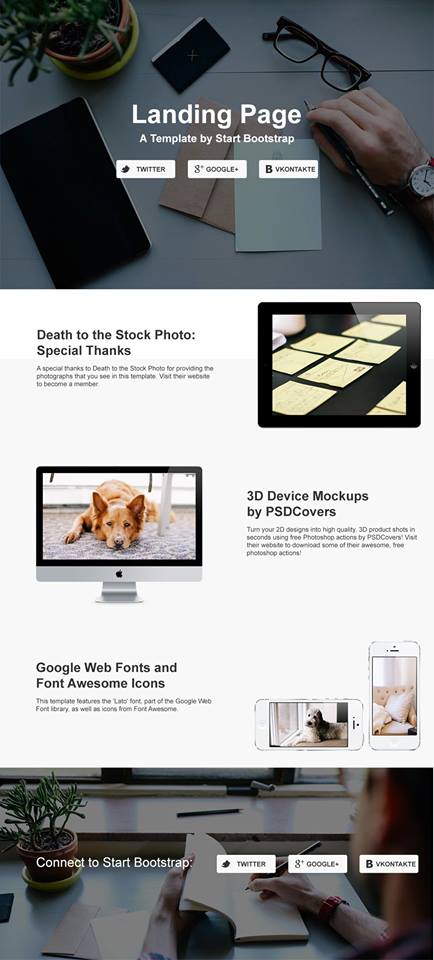 Landing Page
A Template by Start Bootstrap
TWITTER
g+ GOOGLE+
B VKONTAKTE
Death to the Stock Photo:
Special Thanks
A special thanks to Death to the Stock Photo for providing the
photographs that you see in this template. Visit their website
to become a member.
3D Device Mockups
by PSDCovers
Turn your 2D designs into high quality, 3D product shots in
seconds using free Photoshop actions by PSDCovers! Visit
their website to download some of their awesome, free
photoshop actions!
Google Web Fonts and
Font Awesome Icons
This template features the 'Lato' font, part of the Google Web
Font library, as well as icons from Font Awesome.
Connect to Start Bootstrap:
TWITTER
g+ GOOGLE+
B VKONTAKTE